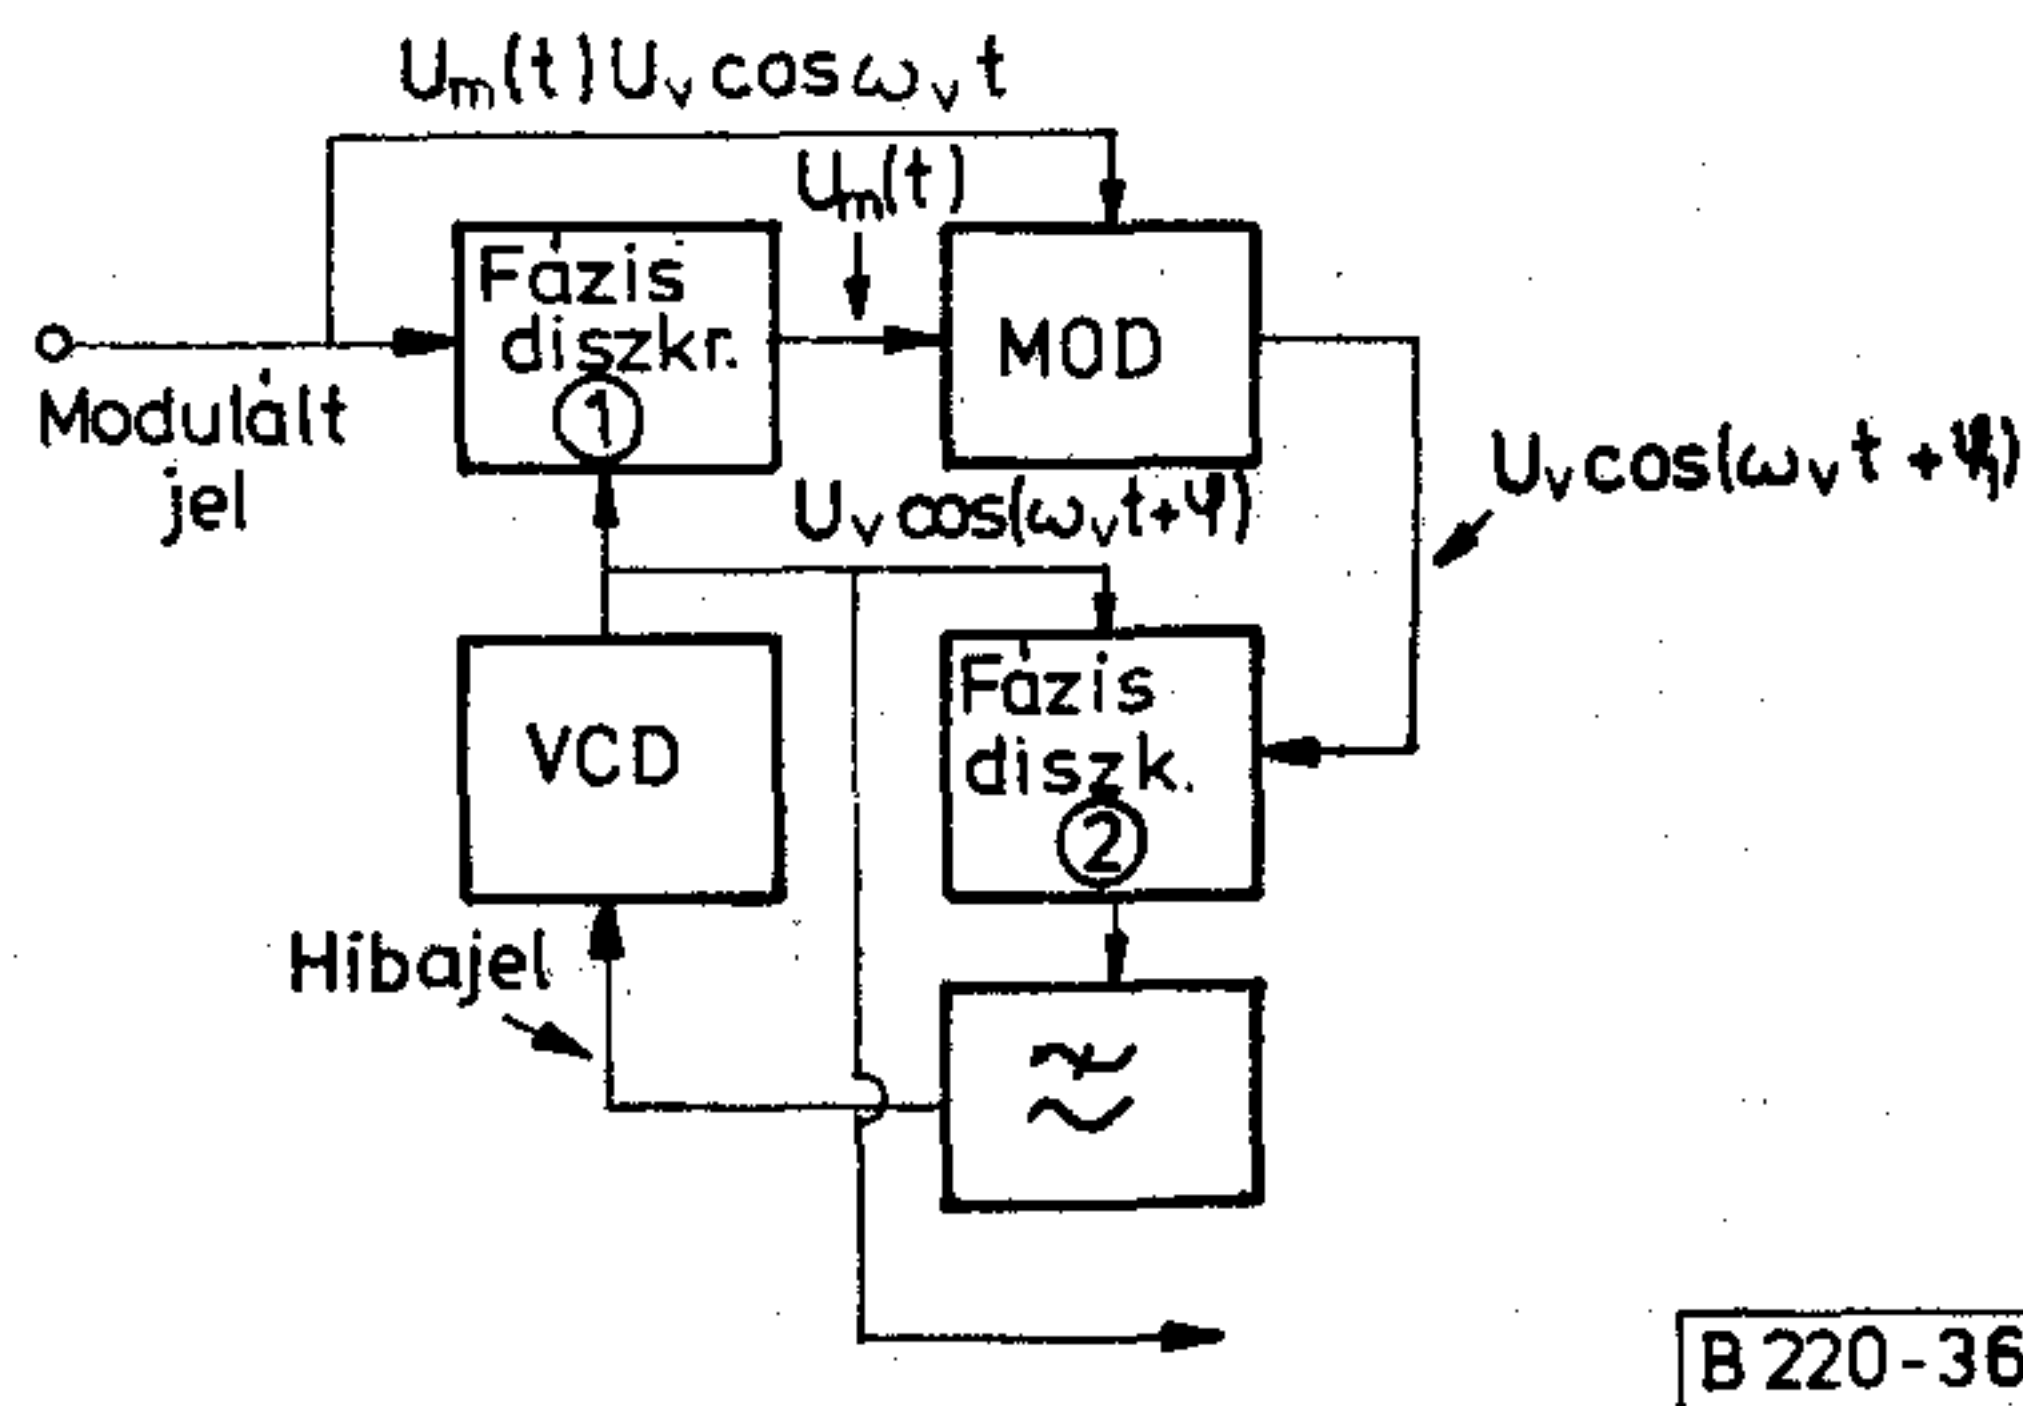 Uₘ(t)Uᵥ cos ωᵥ t
Uₘ(t)
Fázis
diszkr.
1
MOD
Modulált
jel
Uᵥ cos(ωᵥt+φ)
Uᵥ cos(ωᵥt+φ₁)
VCD
Fázis
diszk.
2
Hibajel
B 220-36